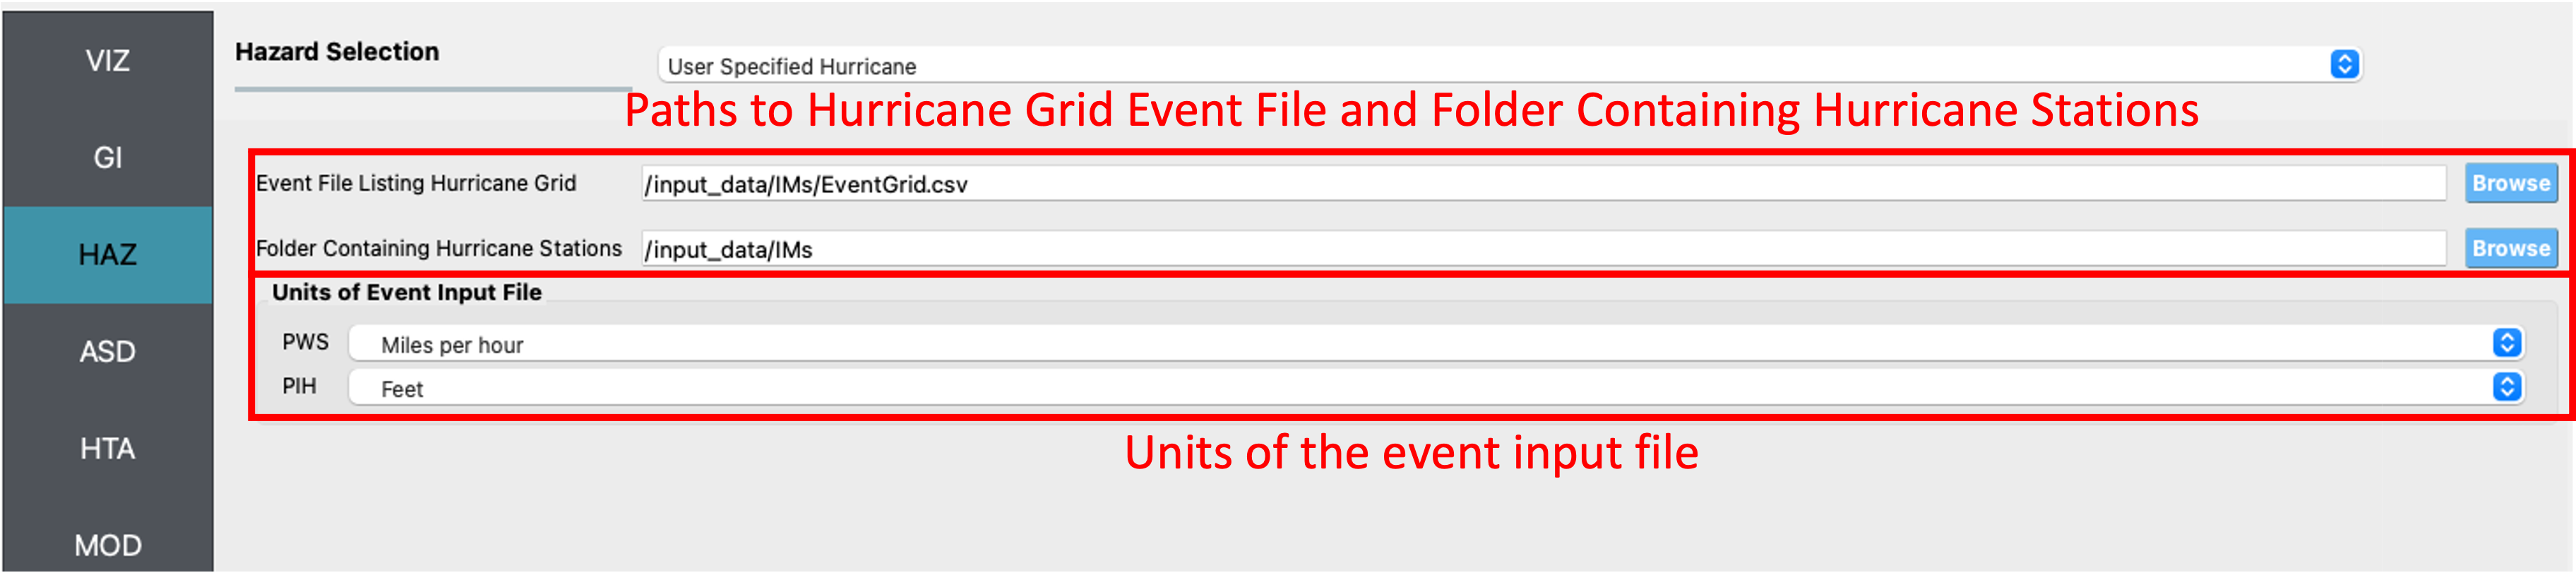 VIZ
GI
HAZ
ASD
HTA
MOD
Hazard Selection
User Specified Hurricane
Paths to Hurricane Grid Event File and Folder Containing Hurricane Stations
Event File Listing Hurricane Grid /input_data/IMs/EventGrid.csv Browse
Folder Containing Hurricane Stations /input_data/IMs Browse
Units of Event Input File
PWS Miles per hour
PIH Feet
Units of the event input file